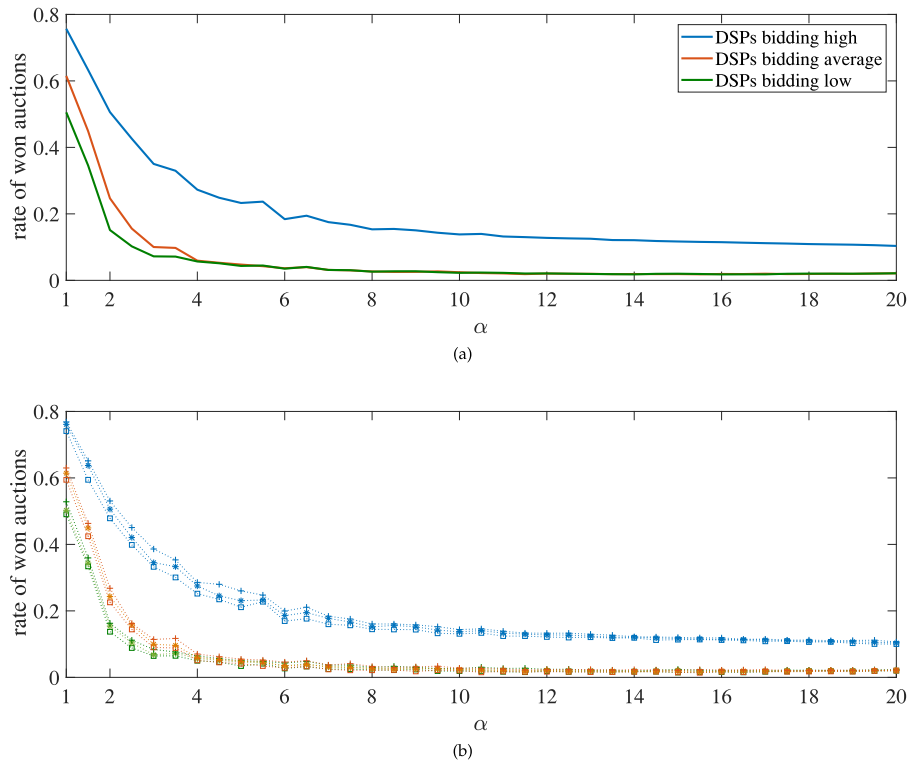 0.8
0.6
0.4
0.2
0
rate of won auctions
DSPs bidding high
DSPs bidding average
DSPs bidding low
1 2 4 6 8 10 12 14 16 18 20
α
(a)
0.8
0.6
0.4
0.2
0
rate of won auctions
1 2 4 6 8 10 12 14 16 18 20
α
(b)